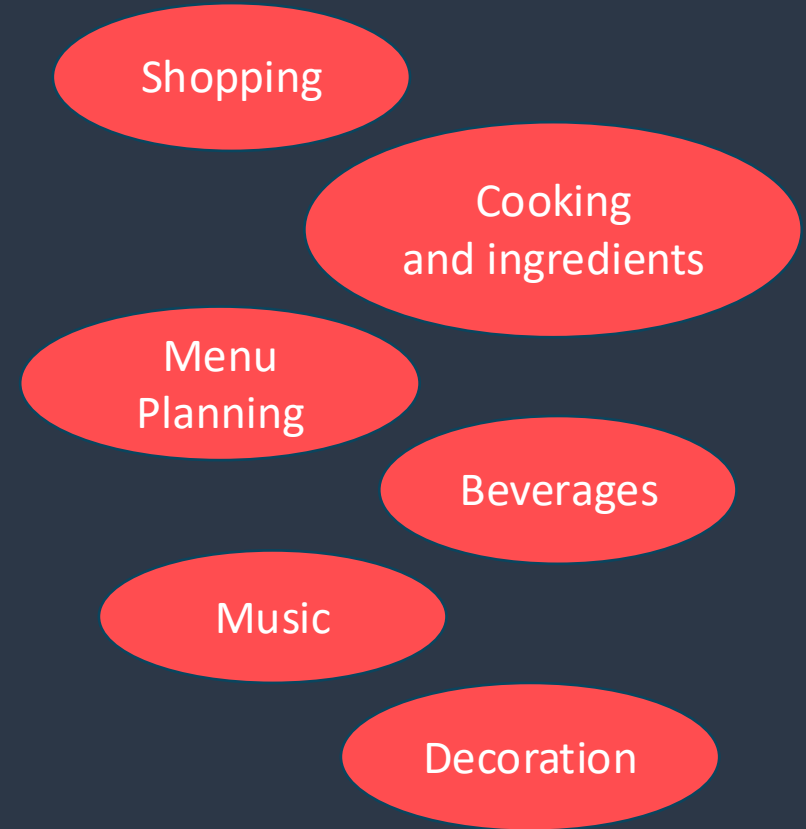 Shopping
Cooking
and ingredients
Menu
Planning
Beverages
Music
Decoration